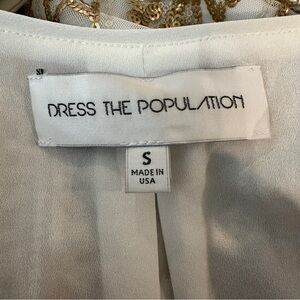 DRESS THE POPULATION
S
MADE IN
USA